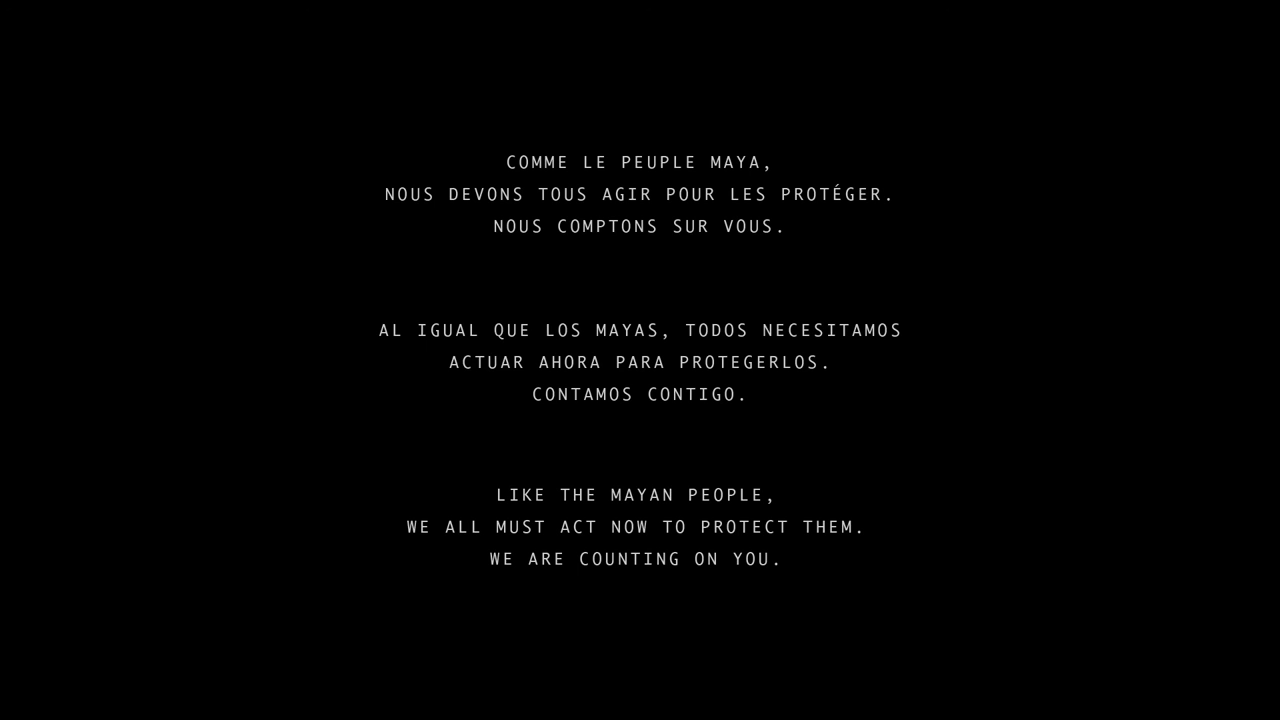 COMME LE PEUPLE MAYA,
NOUS DEVONS TOUS AGIR POUR LES PROTÉGER.
NOUS COMPTONS SUR VOUS.
AL IGUAL QUE LOS MAYAS, TODOS NECESITAMOS
ACTUAR AHORA PARA PROTEGERLOS.
CONTAMOS CONTIGO.
LIKE THE MAYAN PEOPLE,
WE ALL MUST ACT NOW TO PROTECT THEM.
WE ARE COUNTING ON YOU.